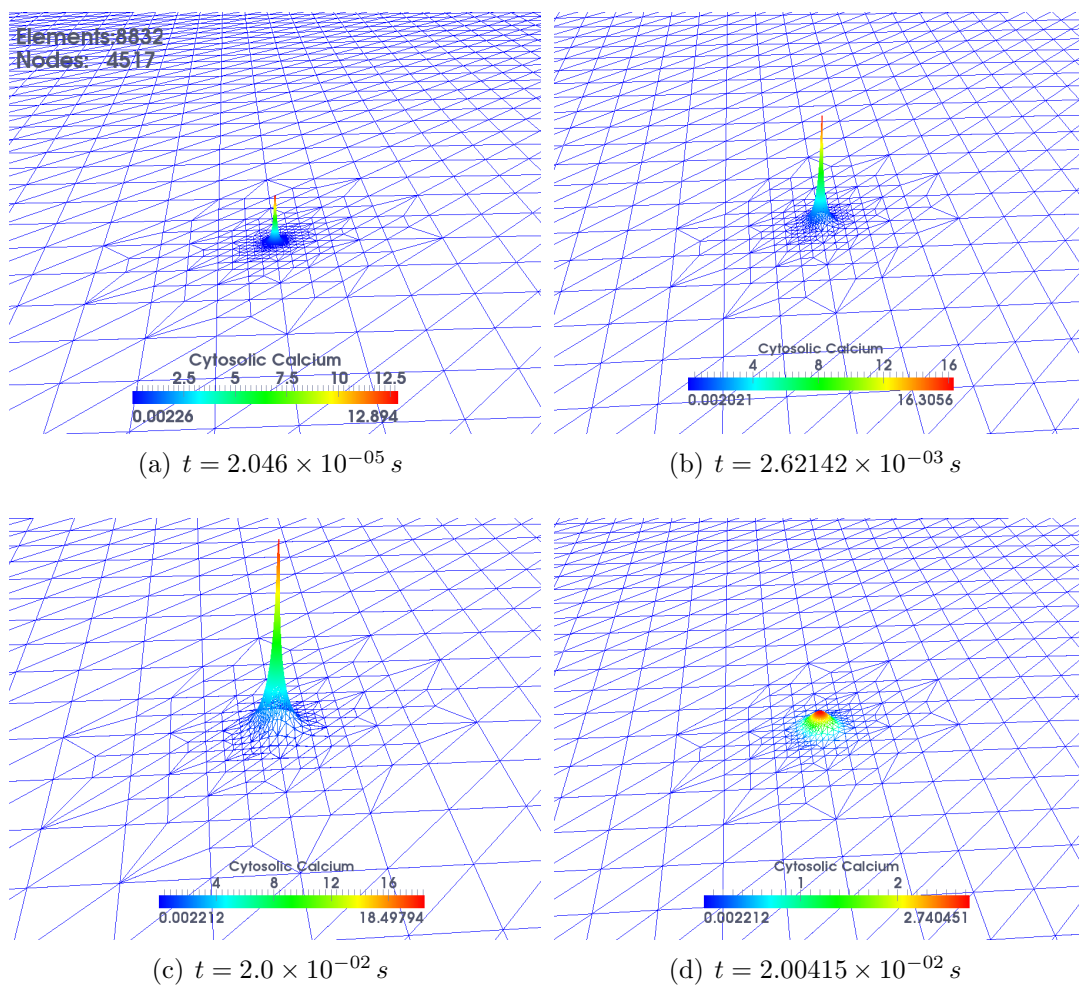 Elements:8832
Nodes: 4517
Cytosolic Calcium
2.5 5 7.5 10 12.5
0.00226 12.894
(a) t = 2.046 × 10⁻⁰⁵ s
Cytosolic Calcium
4 8 12 16
0.002021 16.3056
(b) t = 2.62142 × 10⁻⁰³ s
Cytosolic Calcium
4 8 12 16
0.0022212 18.49794
(c) t = 2.0 × 10⁻⁰² s
Cytosolic Calcium
1 2
0.0022212 2.740451
(d) t = 2.00415 × 10⁻⁰² s